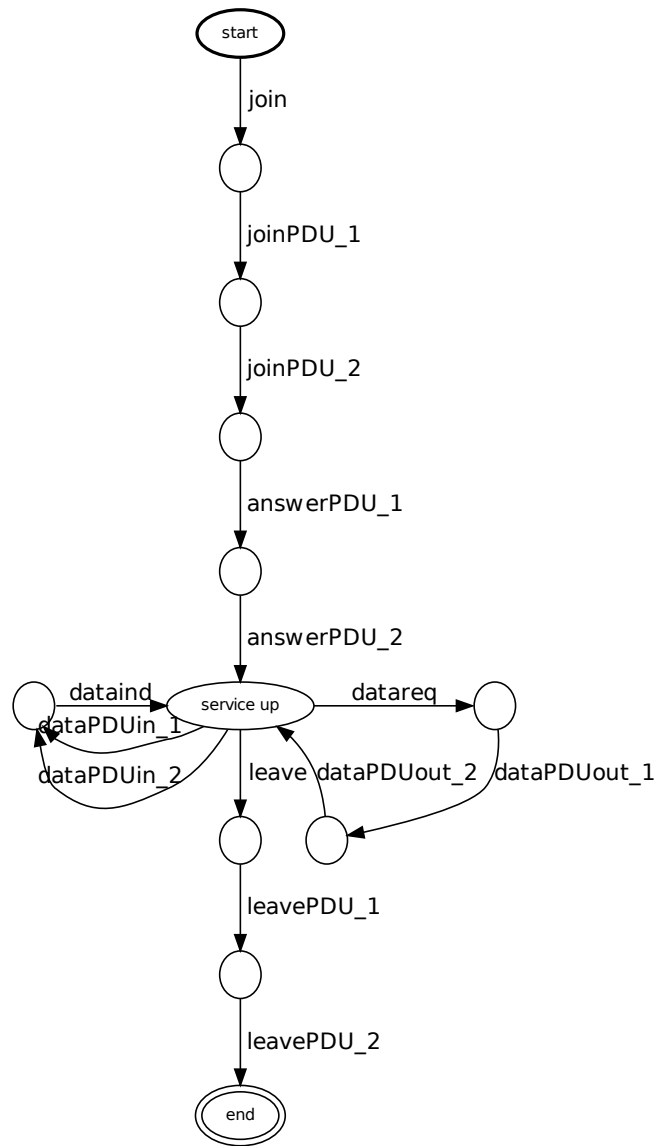 start
join
joinPDU_1
joinPDU_2
answerPDU_1
answerPDU_2
dataind
service up
datareq
dataPDUin_1
dataPDUin_2
leave
dataPDUout_2
dataPDUout_1
leavePDU_1
leavePDU_2
end